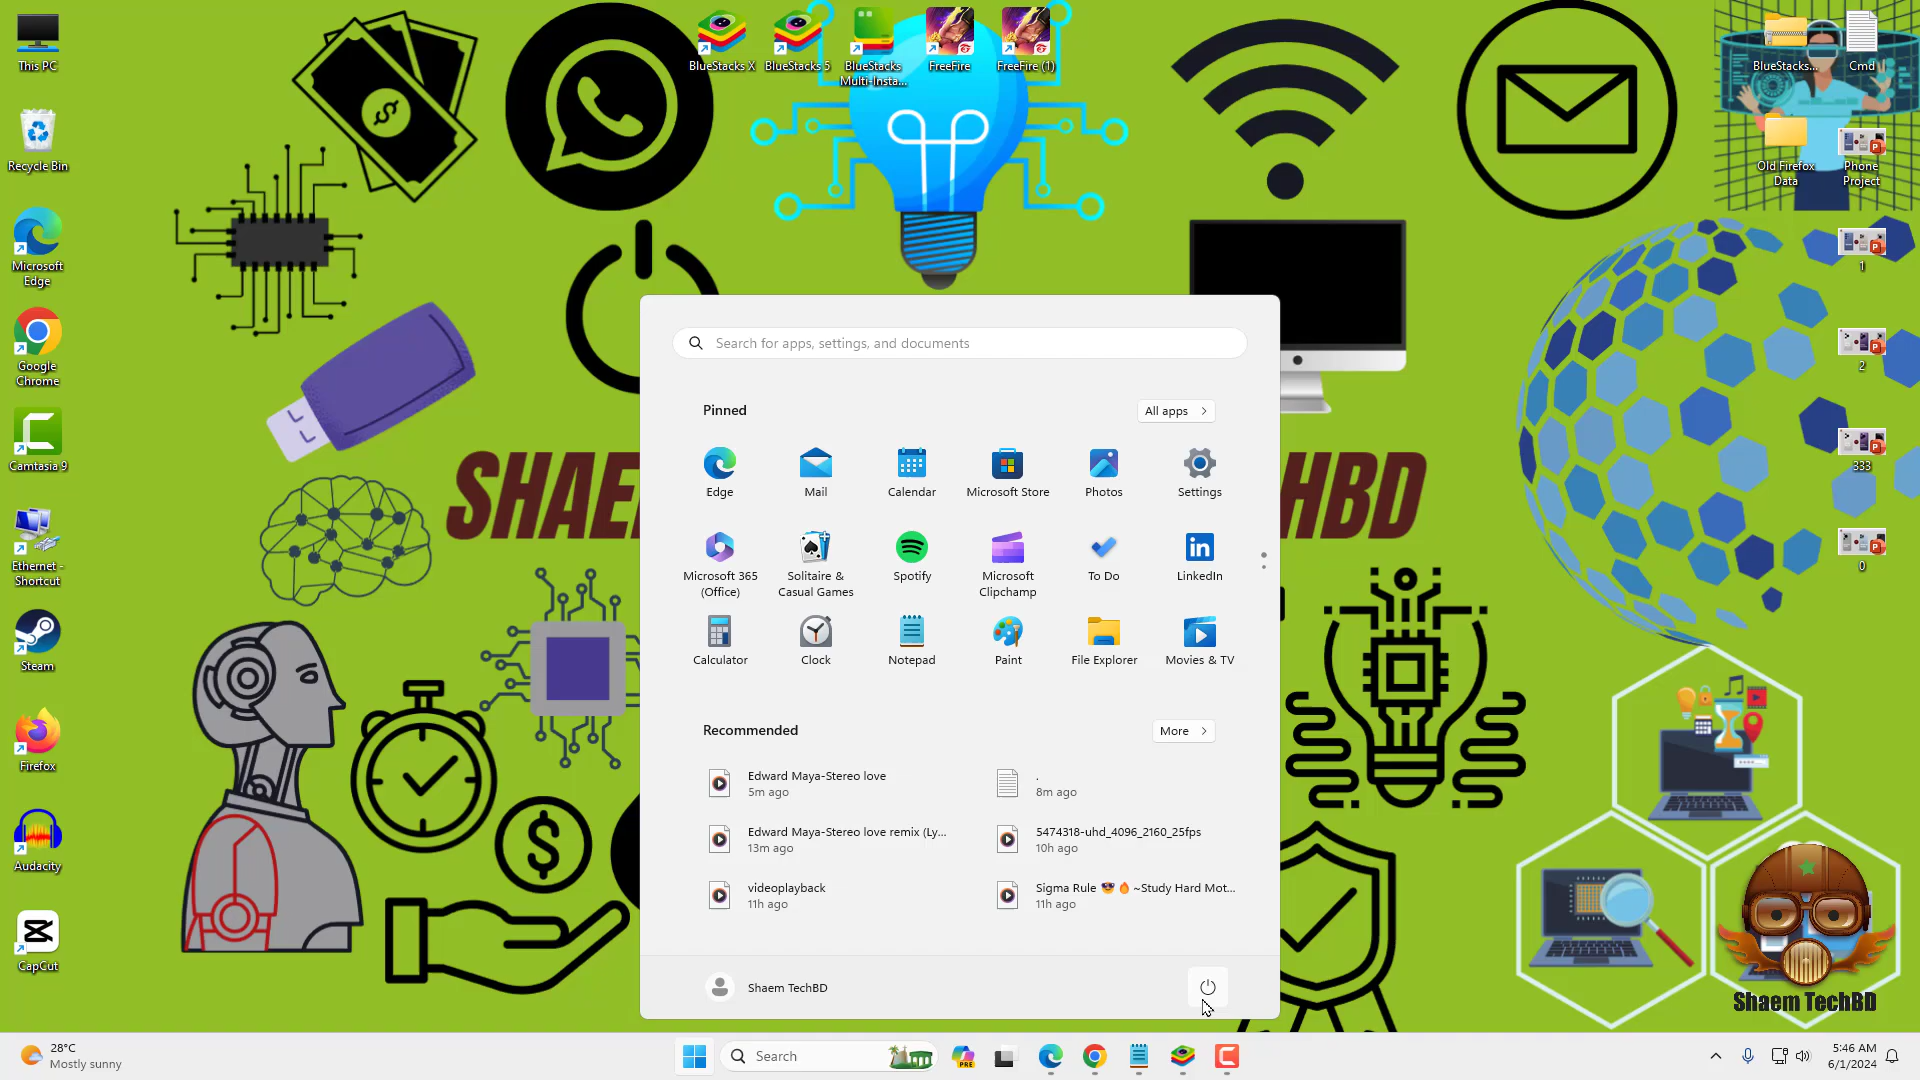 This PC
Recycle Bin
Microsoft
Edge
Google
Chrome
Camtasia 9
Ethernet -
Shortcut
Steam
Firefox
Audacity
CapCut
BlueStacks X
BlueStacks 5
BlueStacks
Multi-Insta...
FreeFire
FreeFire (1)
BlueStacks...
Cmd
Old Firefox
Data
Phone
Project
1
2
333
0
SHAE
HBD
Search for apps, settings, and documents
Pinned
All apps
Edge
Mail
Calendar
Microsoft Store
Photos
Settings
Microsoft 365
(Office)
Solitaire &
Casual Games
Spotify
Microsoft
Clipchamp
To Do
LinkedIn
Calculator
Clock
Notepad
Paint
File Explorer
Movies & TV
Recommended
More
Edward Maya-Stereo love
5m ago
.
8m ago
Edward Maya-Stereo love remix (Ly...
13m ago
5474318-uhd_4096_2160_25fps
10h ago
videoplayback
11h ago
Sigma Rule 😎🔥 ~Study Hard Mot...
11h ago
Shaem TechBD
Shaem TechBD
28°C
Mostly sunny
Search
PRE
5:46 AM
6/1/2024